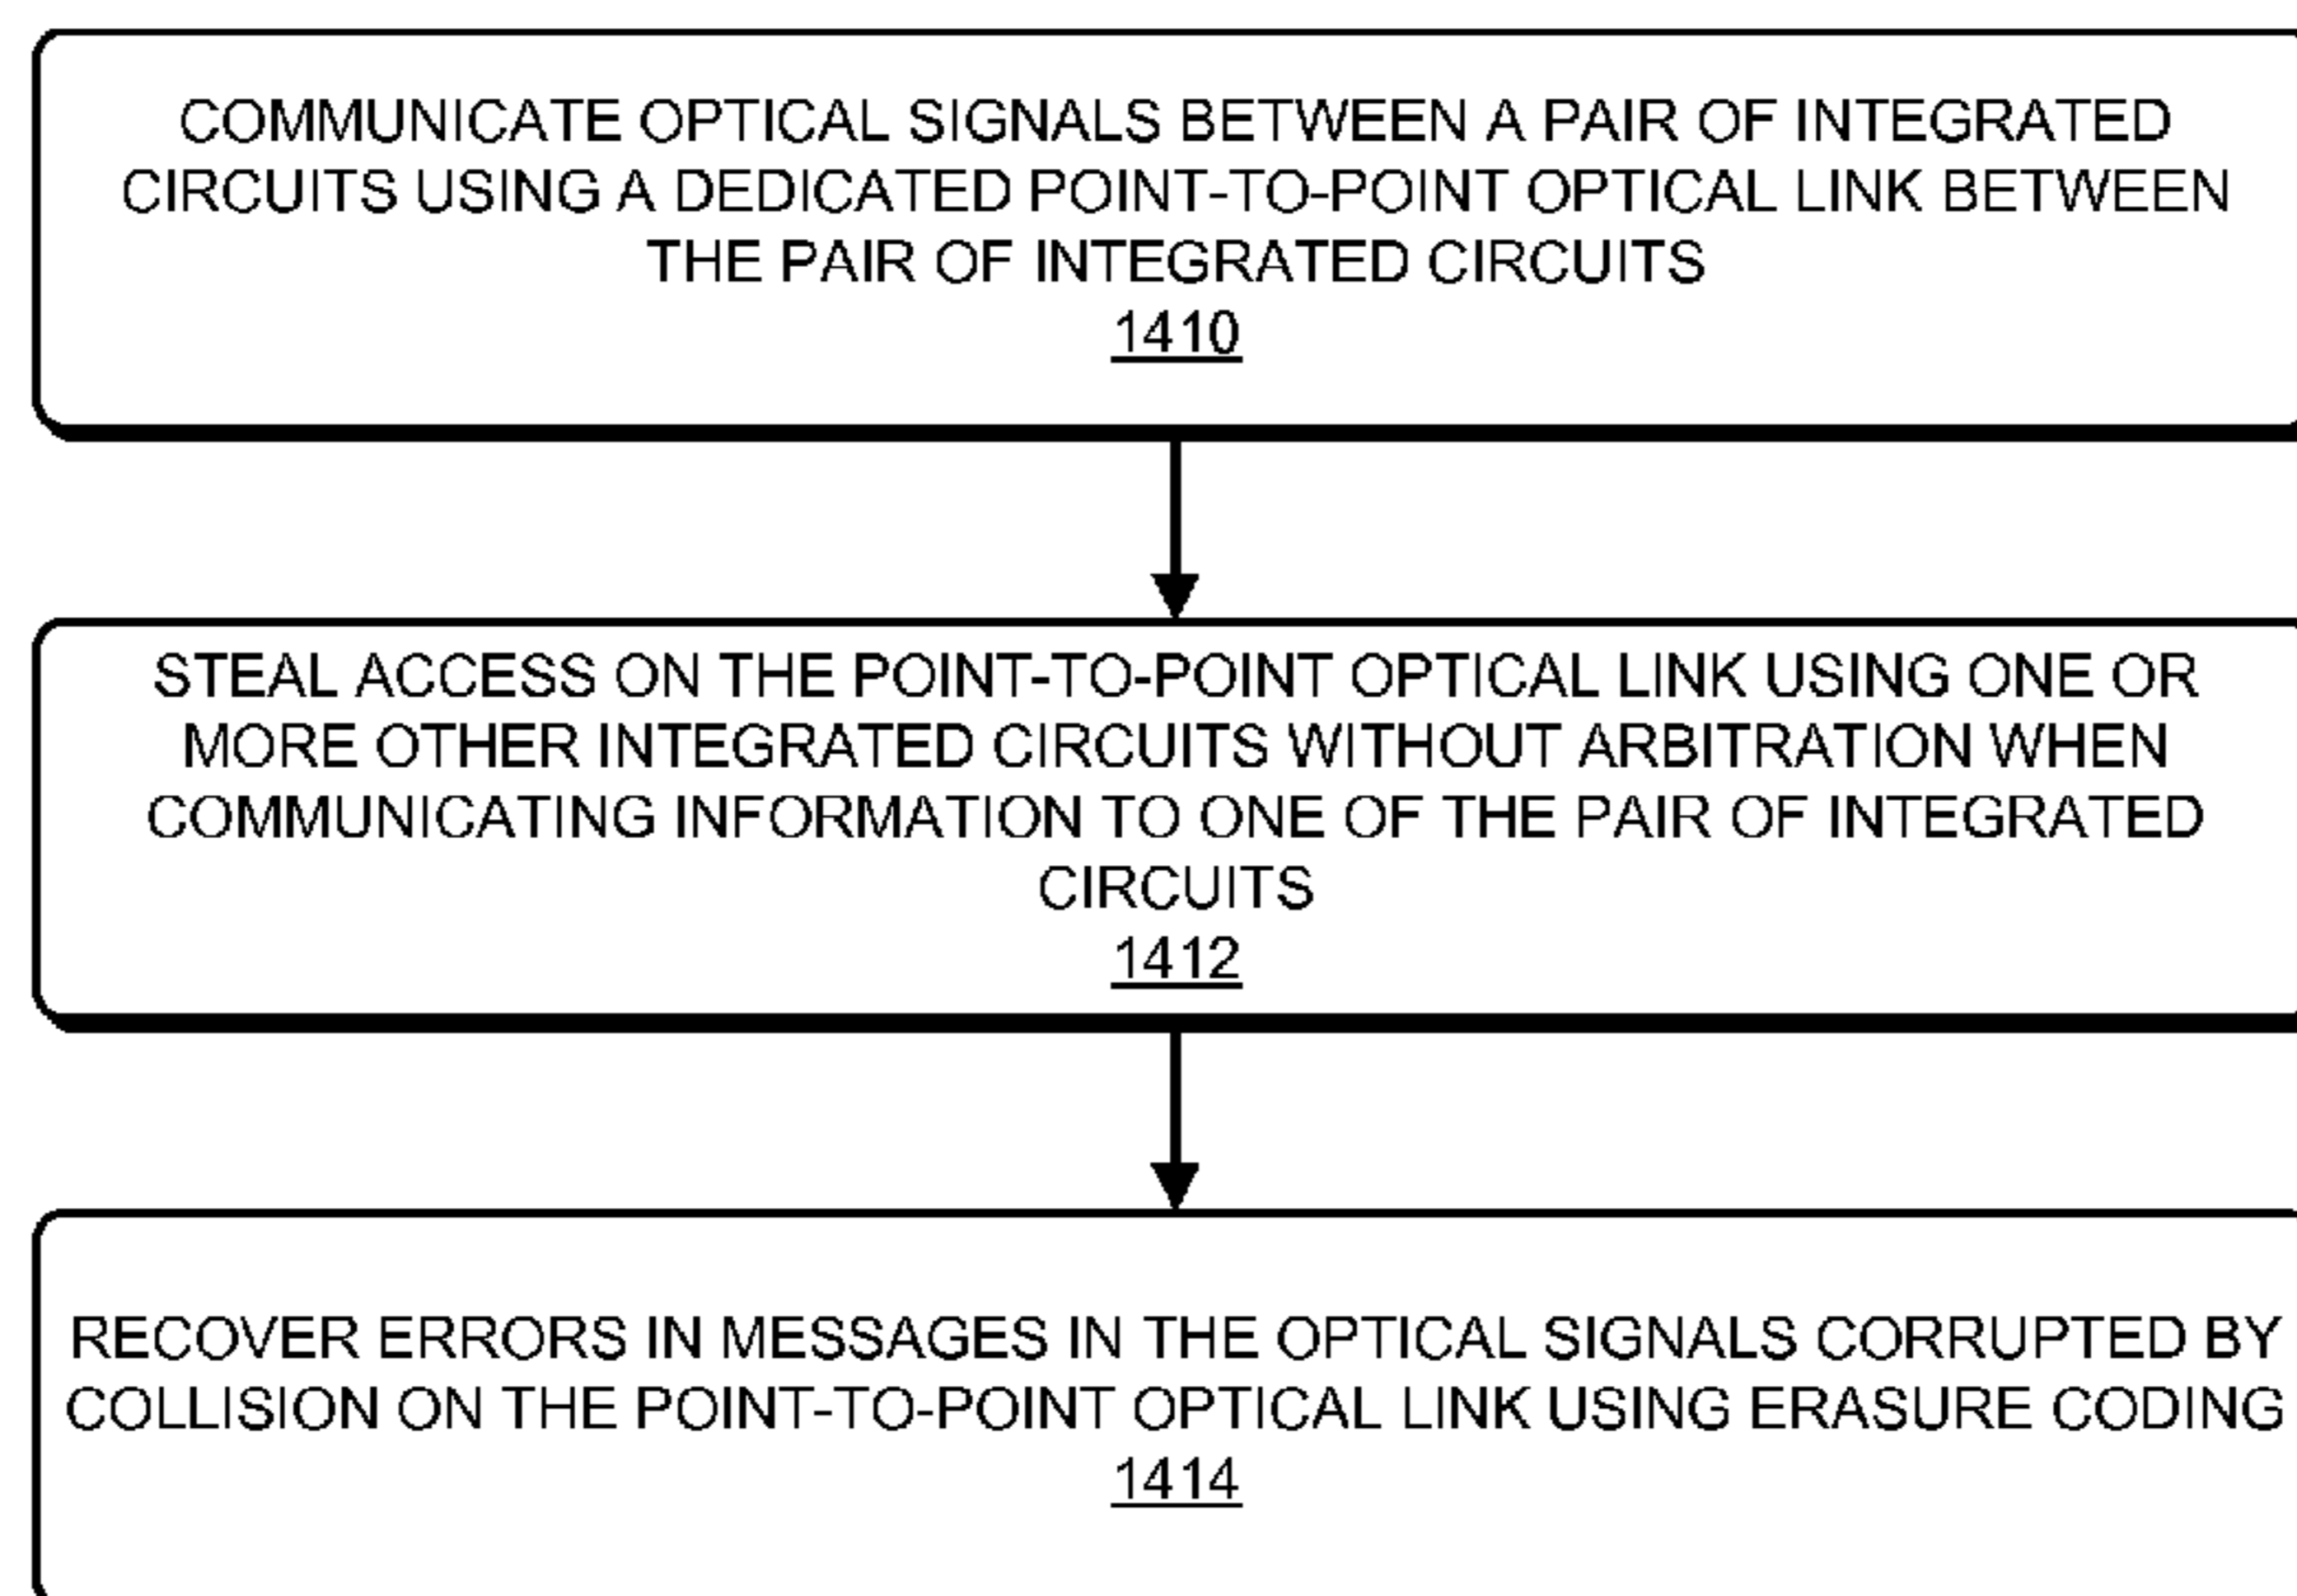 COMMUNICATE OPTICAL SIGNALS BETWEEN A PAIR OF INTEGRATED
CIRCUITS USING A DEDICATED POINT-TO-POINT OPTICAL LINK BETWEEN
THE PAIR OF INTEGRATED CIRCUITS
1410
STEAL ACCESS ON THE POINT-TO-POINT OPTICAL LINK USING ONE OR
MORE OTHER INTEGRATED CIRCUITS WITHOUT ARBITRATION WHEN
COMMUNICATING INFORMATION TO ONE OF THE PAIR OF INTEGRATED
CIRCUITS
1412
RECOVER ERRORS IN MESSAGES IN THE OPTICAL SIGNALS CORRUPTED BY
COLLISION ON THE POINT-TO-POINT OPTICAL LINK USING ERASURE CODING
1414